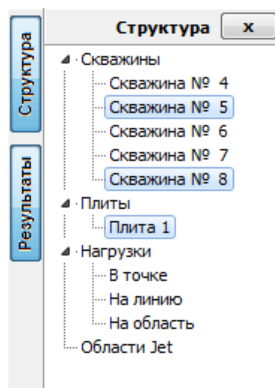 Структура x
Структура
Результаты
Скважины
Скважина № 4
Скважина № 5
Скважина № 6
Скважина № 7
Скважина № 8
Плиты
Плита 1
Нагрузки
В точке
На линию
На область
Области Jet